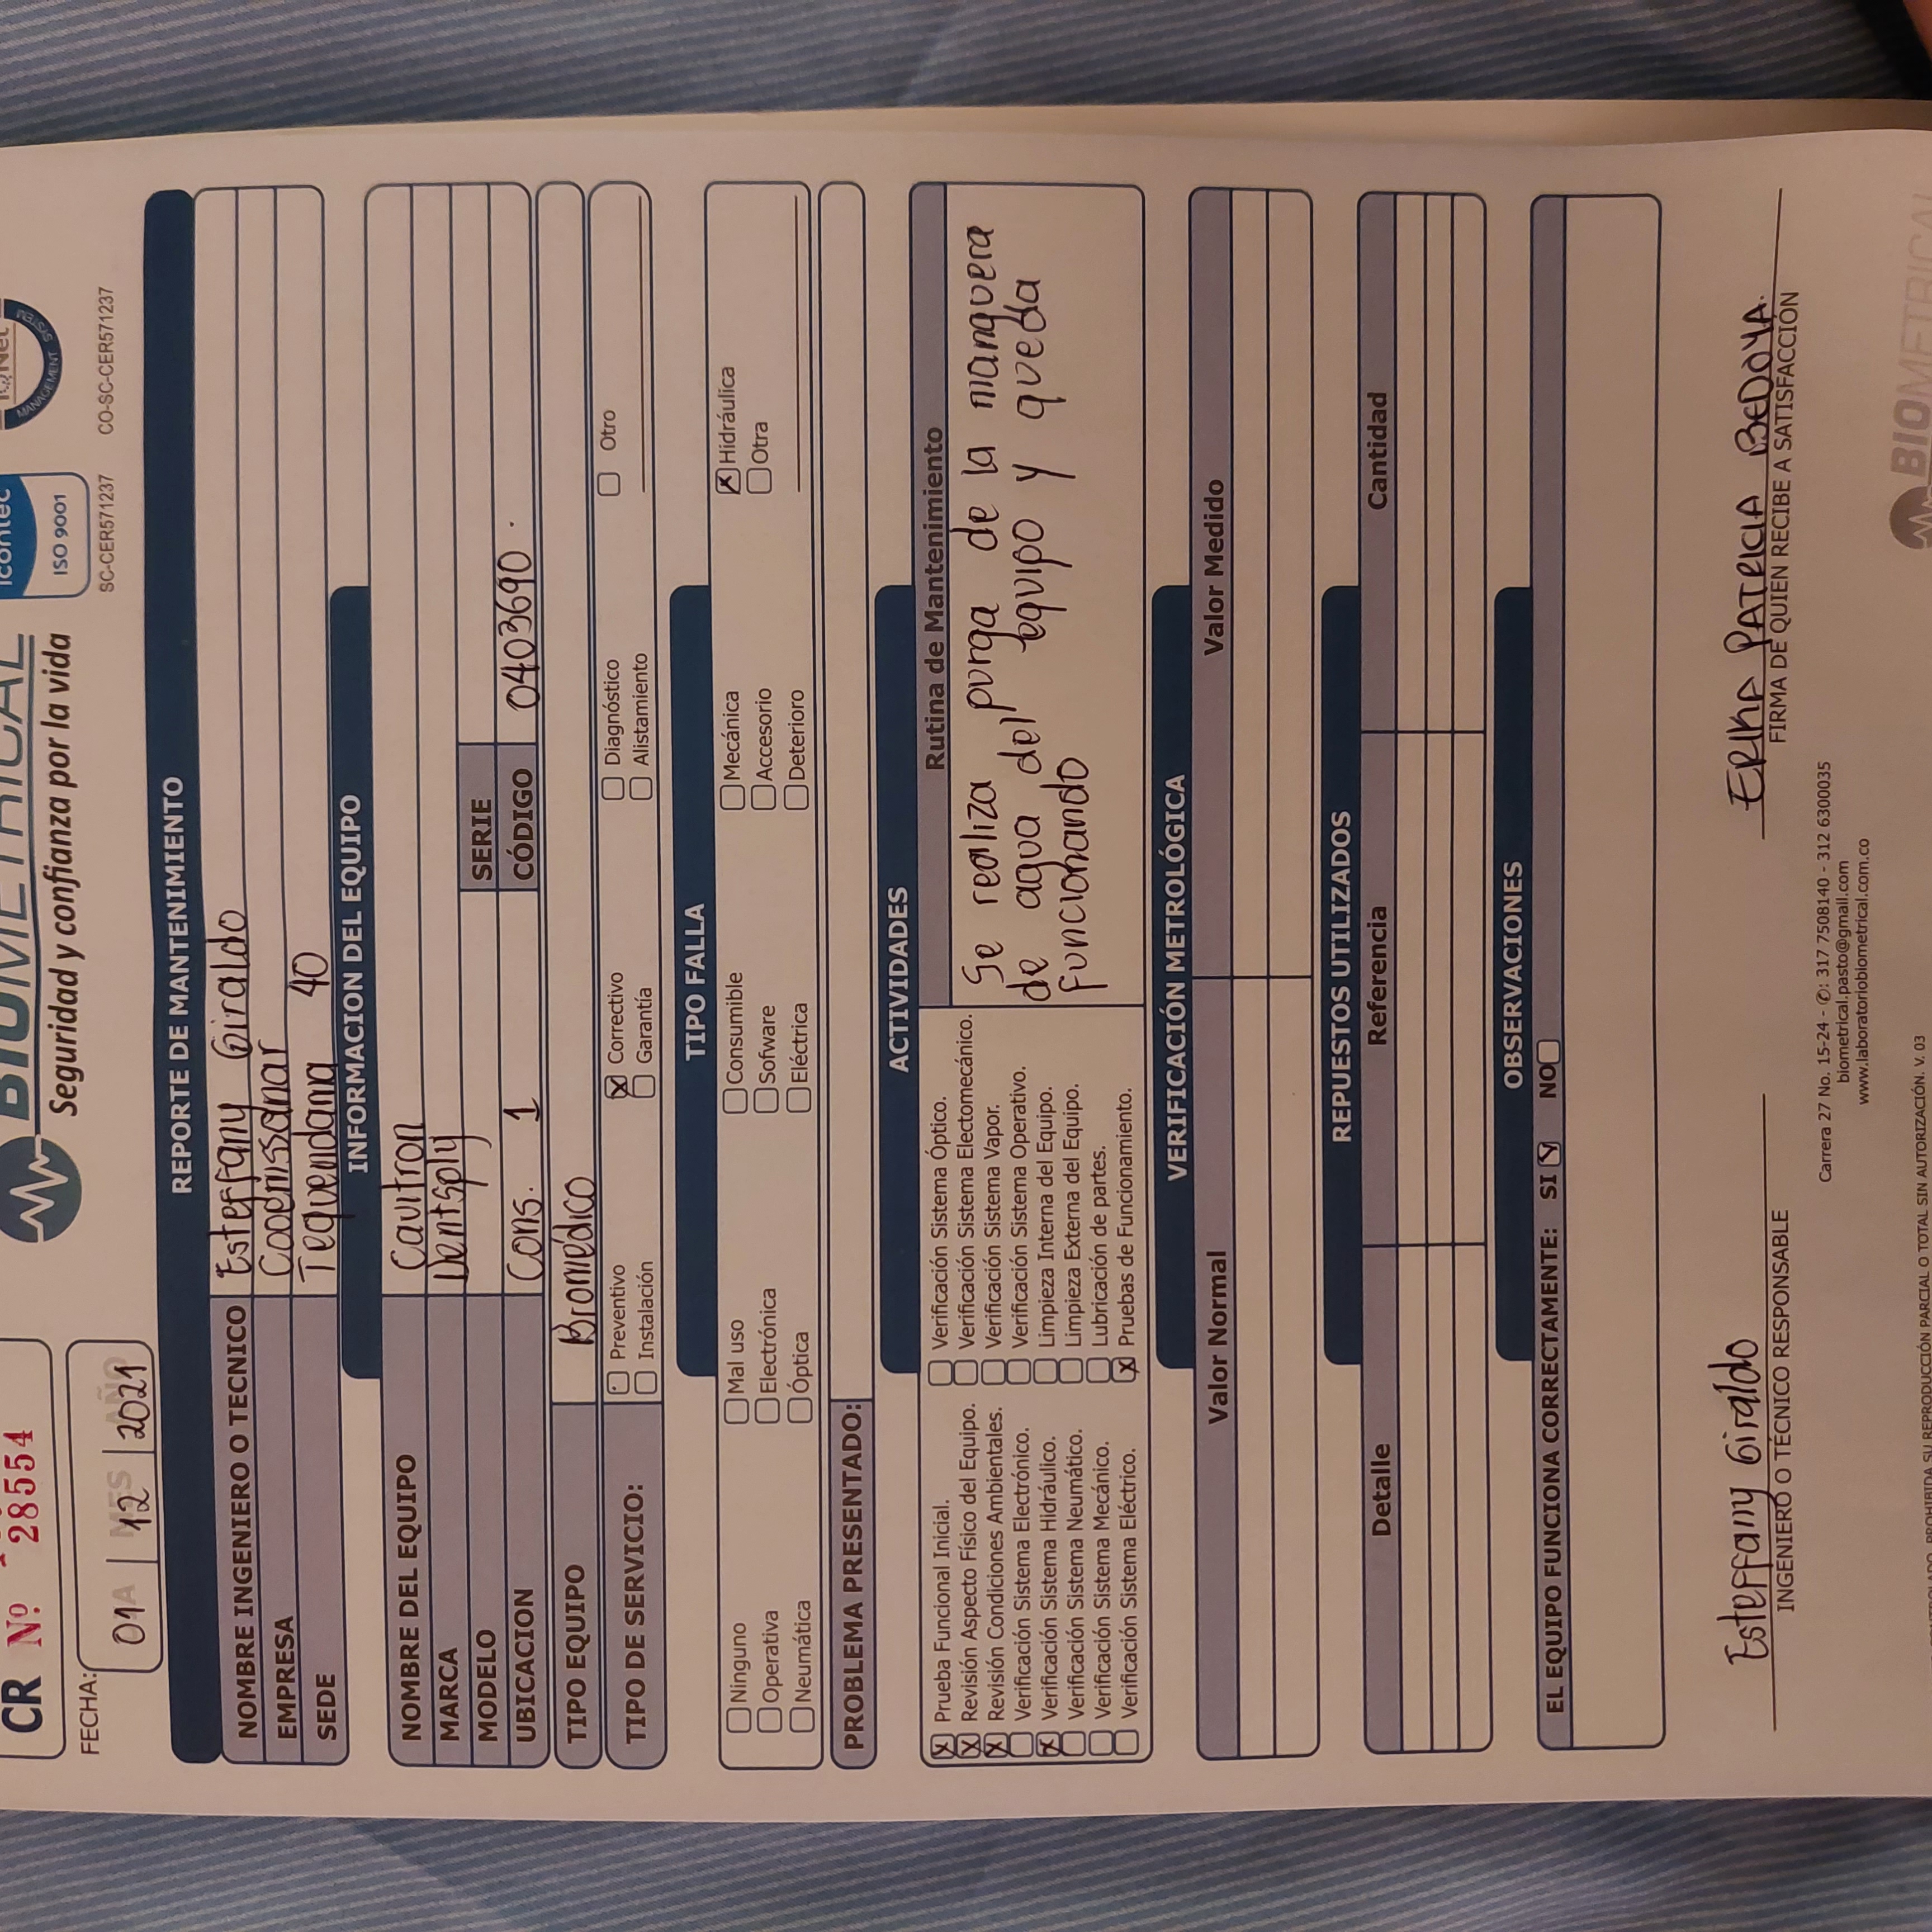 CR Nº 28554
BIOMETRICAL
Seguridad y confianza por la vida
icontec
ISO 9001
SC-CER571237
IQNet
MANAGEMENT SYSTEM
CO-SC-CER571237
FECHA:
DIA MES AÑO
01 12 2021
REPORTE DE MANTENIMIENTO
NOMBRE INGENIERO O TECNICO Esteffany Giraldo
EMPRESA Cooemssanar
SEDE Tequendama 40
INFORMACION DEL EQUIPO
NOMBRE DEL EQUIPO Cavitron
MARCA Dentsply
MODELO SERIE
UBICACION Cons. 1 CÓDIGO 0403690
TIPO EQUIPO Biomédico
TIPO DE SERVICIO:
Preventivo X Correctivo Diagnóstico Otro
Instalación Garantía Alistamiento
TIPO FALLA
Ninguno Mal uso Consumible Mecánica X Hidráulica
Operativa Electrónica Sofware Accesorio Otra
Neumática Óptica Eléctrica Deterioro
PROBLEMA PRESENTADO:
ACTIVIDADES
X Prueba Funcional Inicial.
X Revisión Aspecto Físico del Equipo.
X Revisión Condiciones Ambientales.
Verificación Sistema Electrónico.
X Verificación Sistema Hidráulico.
Verificación Sistema Neumático.
Verificación Sistema Mecánico.
Verificación Sistema Eléctrico.
Verificación Sistema Óptico.
Verificación Sistema Electomecánico.
Verificación Sistema Vapor.
Verificación Sistema Operativo.
Limpieza Interna del Equipo.
Limpieza Externa del Equipo.
Lubricación de partes.
X Pruebas de Funcionamiento.
Rutina de Mantenimiento
Se realiza purga de la manguera
de agua del equipo y queda
funcionando
VERIFICACIÓN METROLÓGICA
Valor Normal Valor Medido
REPUESTOS UTILIZADOS
Detalle Referencia Cantidad
OBSERVACIONES
EL EQUIPO FUNCIONA CORRECTAMENTE: SI X NO
Esteffany Giraldo
INGENIERO O TÉCNICO RESPONSABLE
ERIKA PATRICIA BEDOYA.
FIRMA DE QUIEN RECIBE A SATISFACCIÓN
Carrera 27 No. 15-24 - ✆: 317 7508140 - 312 6300035
biometrical.pasto@gmail.com
www.laboratoriobiometrical.com.co
CONTROLADO, PROHIBIDA SU REPRODUCCIÓN PARCIAL O TOTAL SIN AUTORIZACIÓN. V. 03
BIOMETRICAL